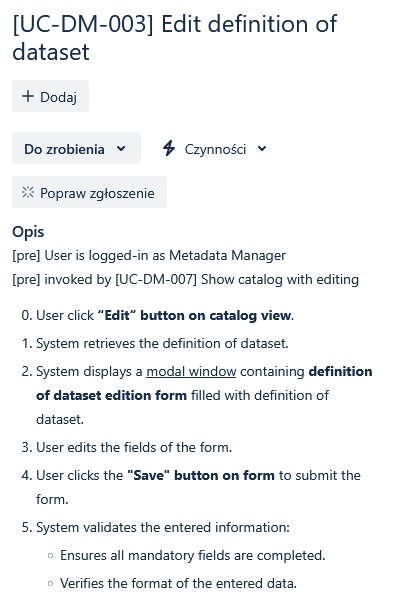 [UC-DM-003] Edit definition of
dataset
+ Dodaj
Do zrobienia
Czynności
Popraw zgłoszenie
Opis
[pre] User is logged-in as Metadata Manager
[pre] invoked by [UC-DM-007] Show catalog with editing
0. User click “Edit“ button on catalog view.
1. System retrieves the definition of dataset.
2. System displays a modal window containing definition
of dataset edition form filled with definition of
dataset.
3. User edits the fields of the form.
4. User clicks the "Save" button on form to submit the
form.
5. System validates the entered information:
○ Ensures all mandatory fields are completed.
○ Verifies the format of the entered data.